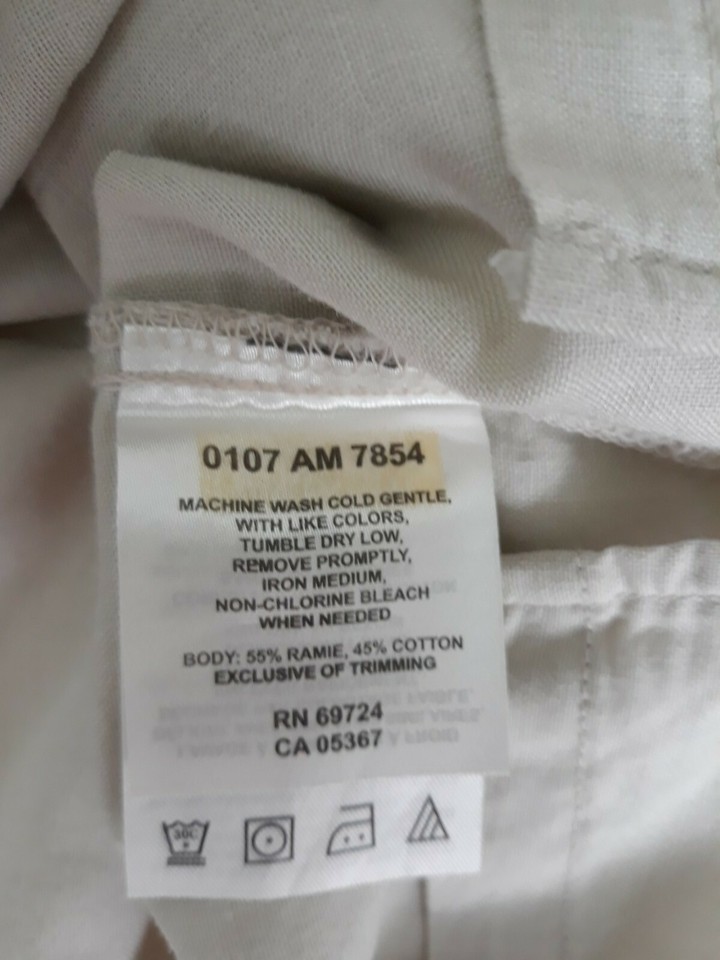 0107 AM 7854
MACHINE WASH COLD GENTLE,
WITH LIKE COLORS,
TUMBLE DRY LOW,
REMOVE PROMPTLY,
IRON MEDIUM,
NON-CHLORINE BLEACH
WHEN NEEDED
BODY: 55% RAMIE, 45% COTTON
EXCLUSIVE OF TRIMMING
RN 69724
CA 05367
30C